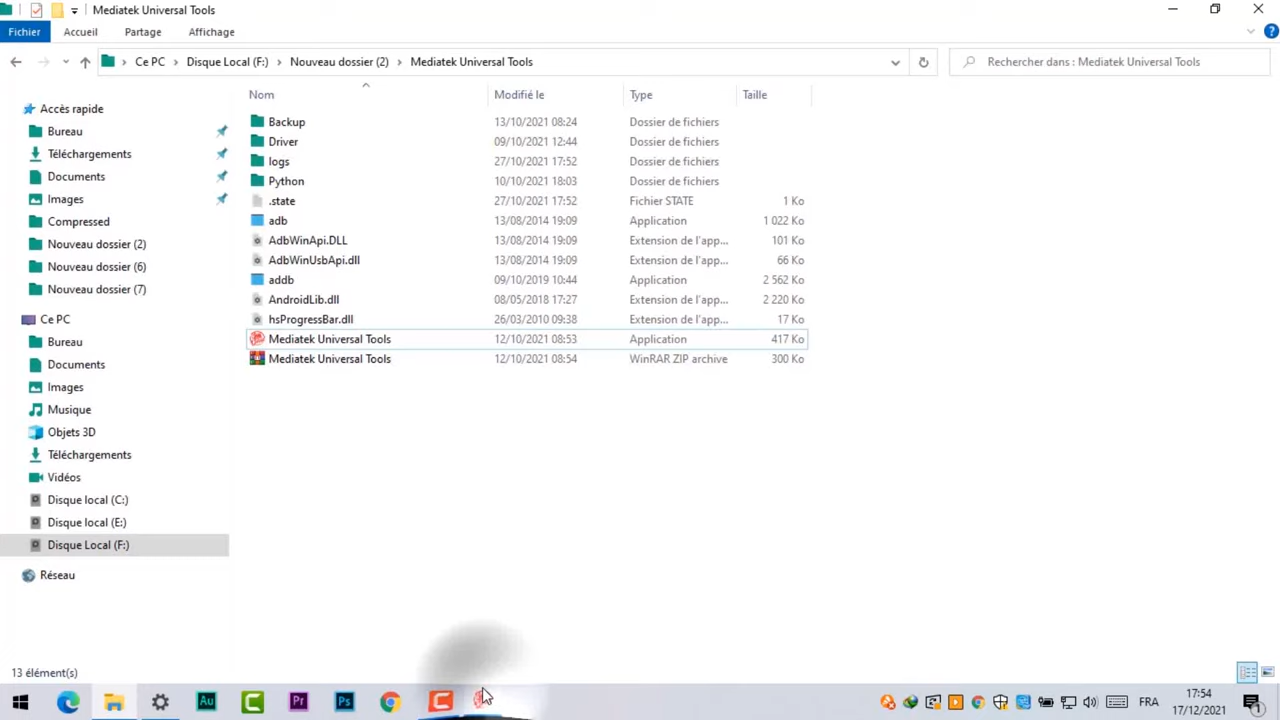 Mediatek Universal Tools
Fichier Accueil Partage Affichage
Ce PC Disque Local (F:) Nouveau dossier (2) Mediatek Universal Tools
Rechercher dans : Mediatek Universal Tools
Accès rapide
Bureau
Téléchargements
Documents
Images
Compressed
Nouveau dossier (2)
Nouveau dossier (6)
Nouveau dossier (7)
Ce PC
Bureau
Documents
Images
Musique
Objets 3D
Téléchargements
Vidéos
Disque local (C:)
Disque local (E:)
Disque Local (F:)
Réseau
Nom Modifié le Type Taille
Backup 13/10/2021 08:24 Dossier de fichiers
Driver 09/10/2021 12:44 Dossier de fichiers
logs 27/10/2021 17:52 Dossier de fichiers
Python 10/10/2021 18:03 Dossier de fichiers
.state 27/10/2021 17:52 Fichier STATE 1 Ko
adb 13/08/2014 19:09 Application 1 022 Ko
AdbWinApi.DLL 13/08/2014 19:09 Extension de l'app... 101 Ko
AdbWinUsbApi.dll 13/08/2014 19:09 Extension de l'app... 66 Ko
addb 09/10/2019 10:44 Application 2 562 Ko
AndroidLib.dll 08/05/2018 17:27 Extension de l'app... 2 220 Ko
hsProgressBar.dll 26/03/2010 09:38 Extension de l'app... 17 Ko
Mediatek Universal Tools 12/10/2021 08:53 Application 417 Ko
Mediatek Universal Tools 12/10/2021 08:54 WinRAR ZIP archive 300 Ko
13 élément(s)
Au C Pr Ps C
FRA
17:54
17/12/2021
1